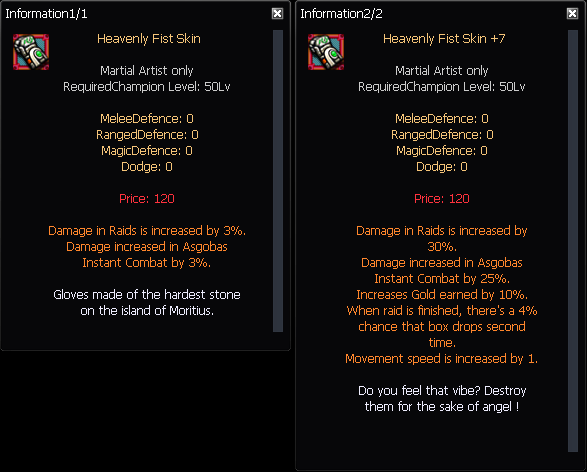 Information1/1
Heavenly Fist Skin
Martial Artist only
RequiredChampion Level: 50Lv
MeleeDefence: 0
RangedDefence: 0
MagicDefence: 0
Dodge: 0
Price: 120
Damage in Raids is increased by 3%.
Damage increased in Asgobas
Instant Combat by 3%.
Gloves made of the hardest stone
on the island of Moritius.
Information2/2
Heavenly Fist Skin +7
Martial Artist only
RequiredChampion Level: 50Lv
MeleeDefence: 0
RangedDefence: 0
MagicDefence: 0
Dodge: 0
Price: 120
Damage in Raids is increased by
30%.
Damage increased in Asgobas
Instant Combat by 25%.
Increases Gold earned by 10%.
When raid is finished, there's a 4%
chance that box drops second
time.
Movement speed is increased by 1.
Do you feel that vibe? Destroy
them for the sake of angel !